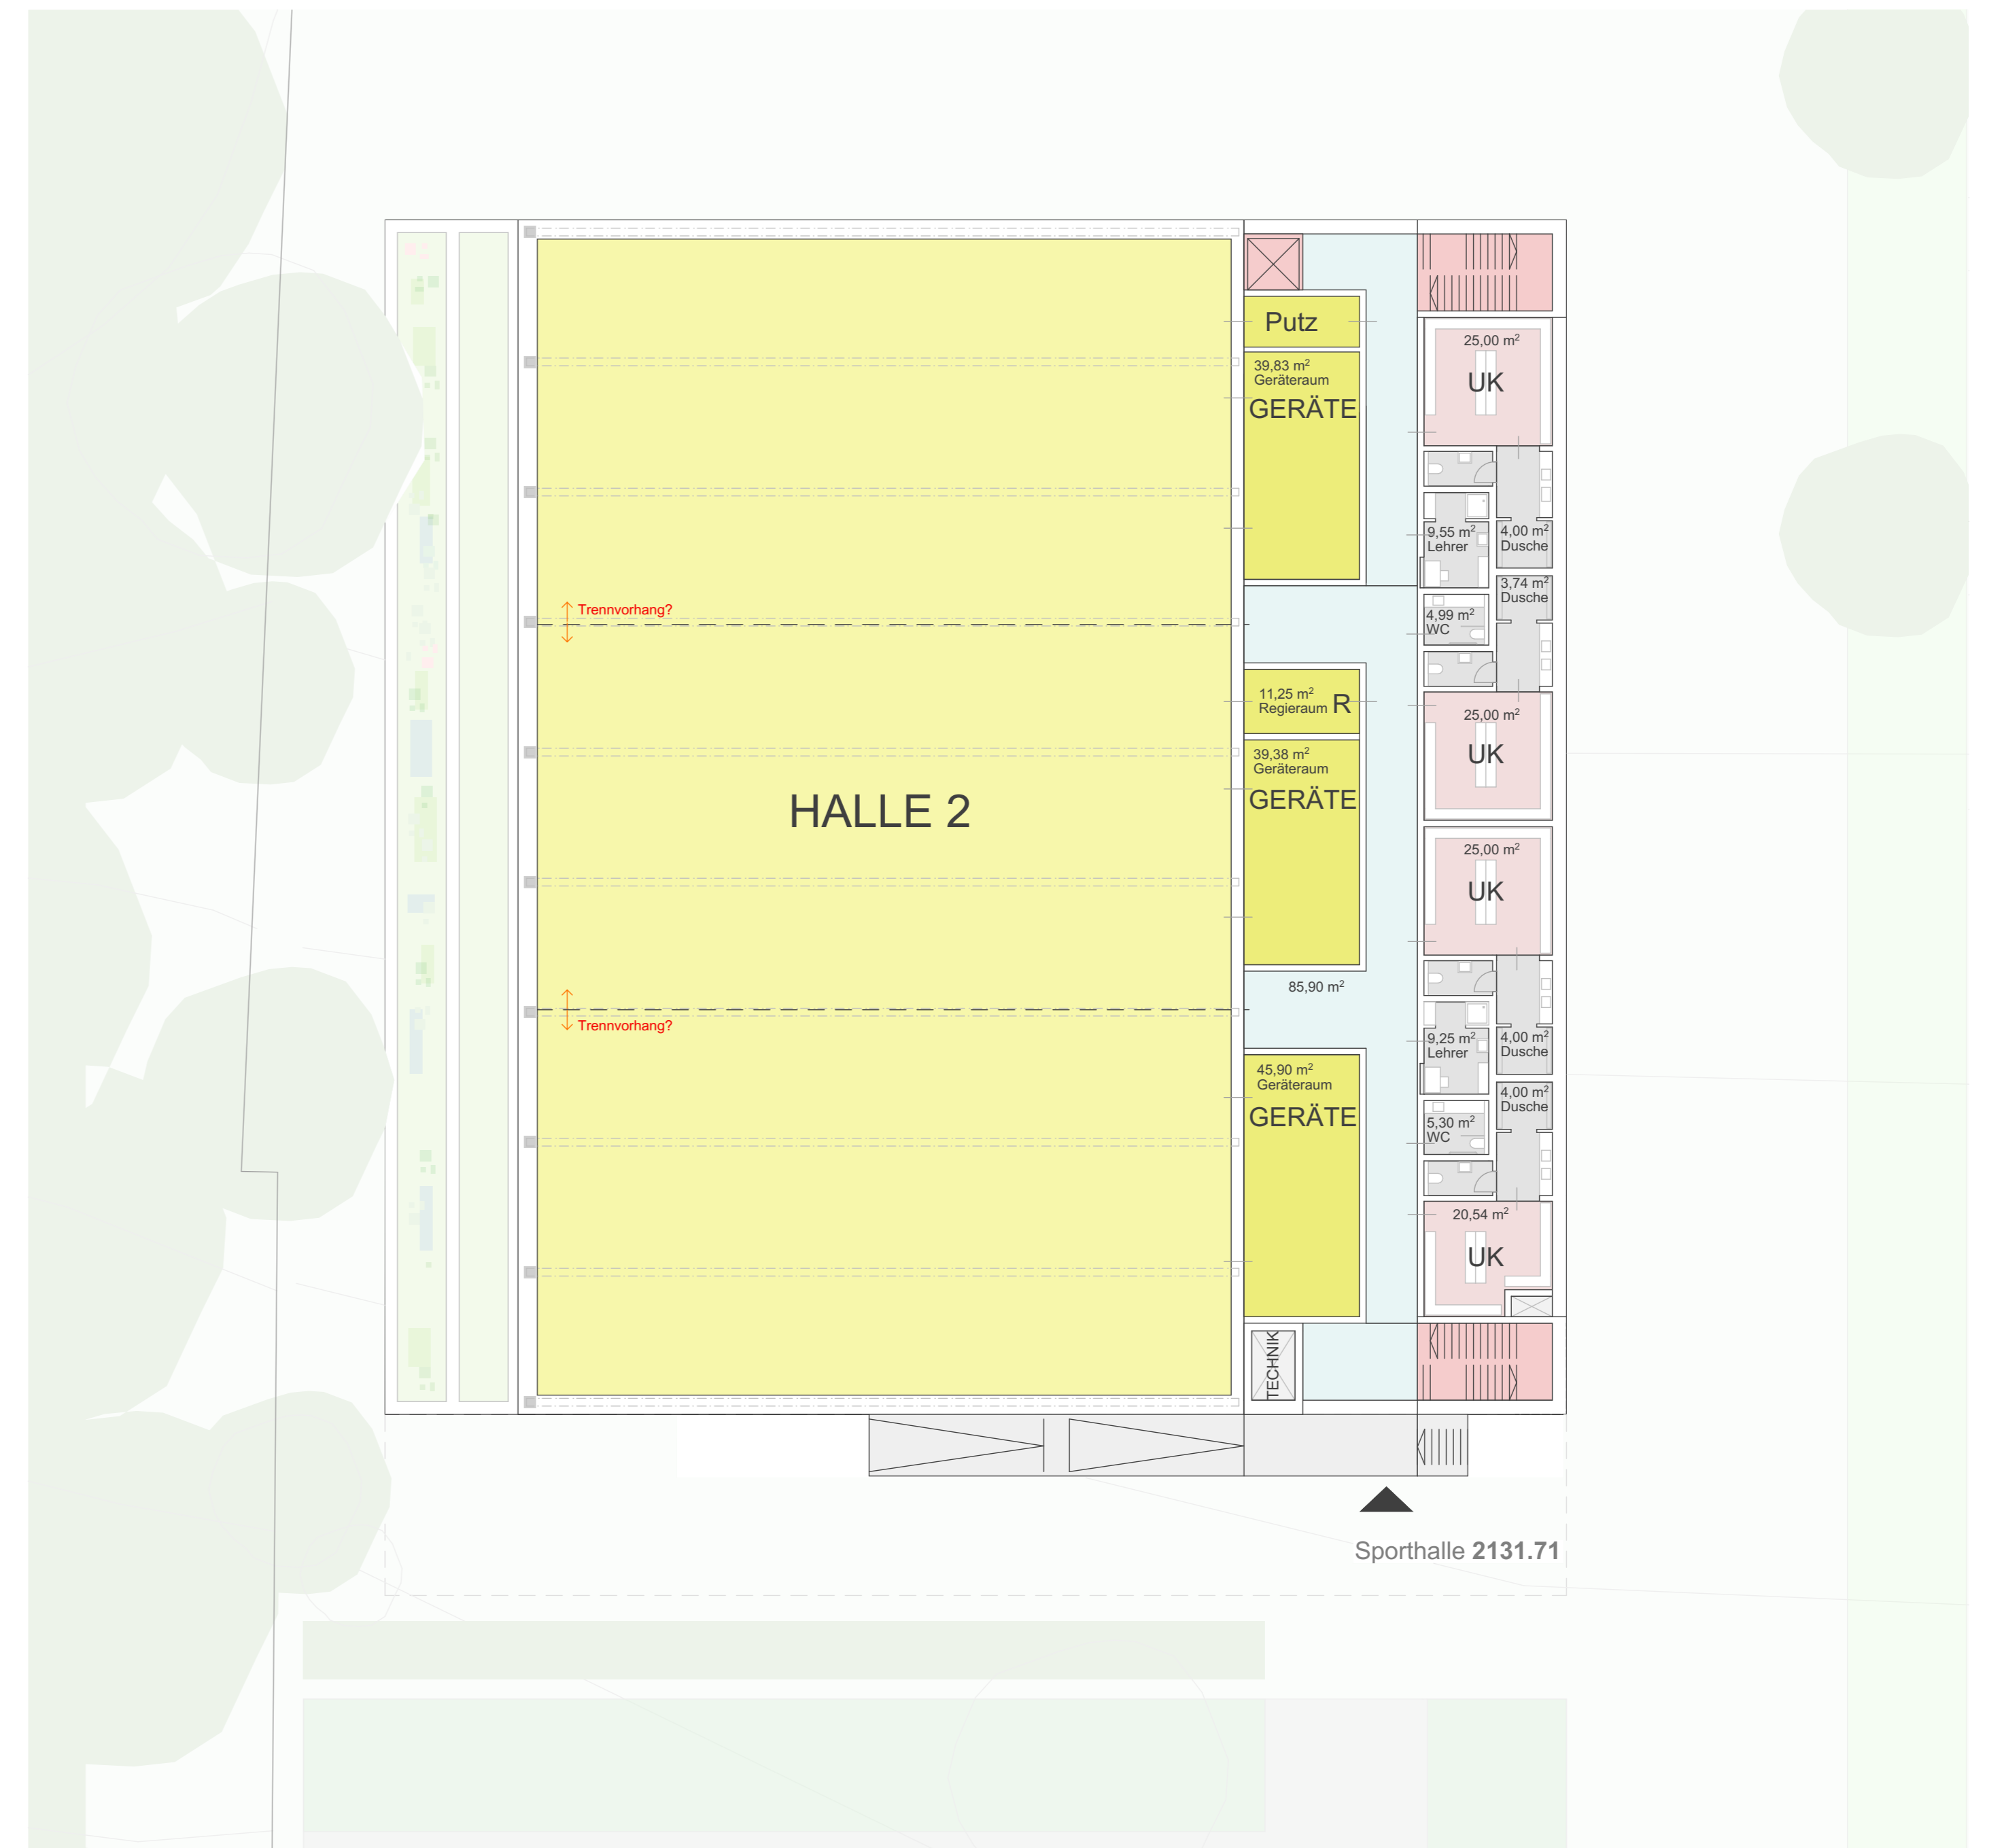 Putz
25,00 m²
UK
39,83 m²
Geräteraum
GERÄTE
9,55 m²
Lehrer
4,00 m²
Dusche
3,74 m²
Dusche
Trennvorhang?
4,99 m²
WC
11,25 m²
Regieraum R
25,00 m²
UK
39,38 m²
Geräteraum
GERÄTE
HALLE 2
25,00 m²
UK
85,90 m²
Trennvorhang?
9,25 m²
Lehrer
4,00 m²
Dusche
45,90 m²
Geräteraum
GERÄTE
4,00 m²
Dusche
5,30 m²
WC
20,54 m²
UK
TECHNIK
Sporthalle 2131.71